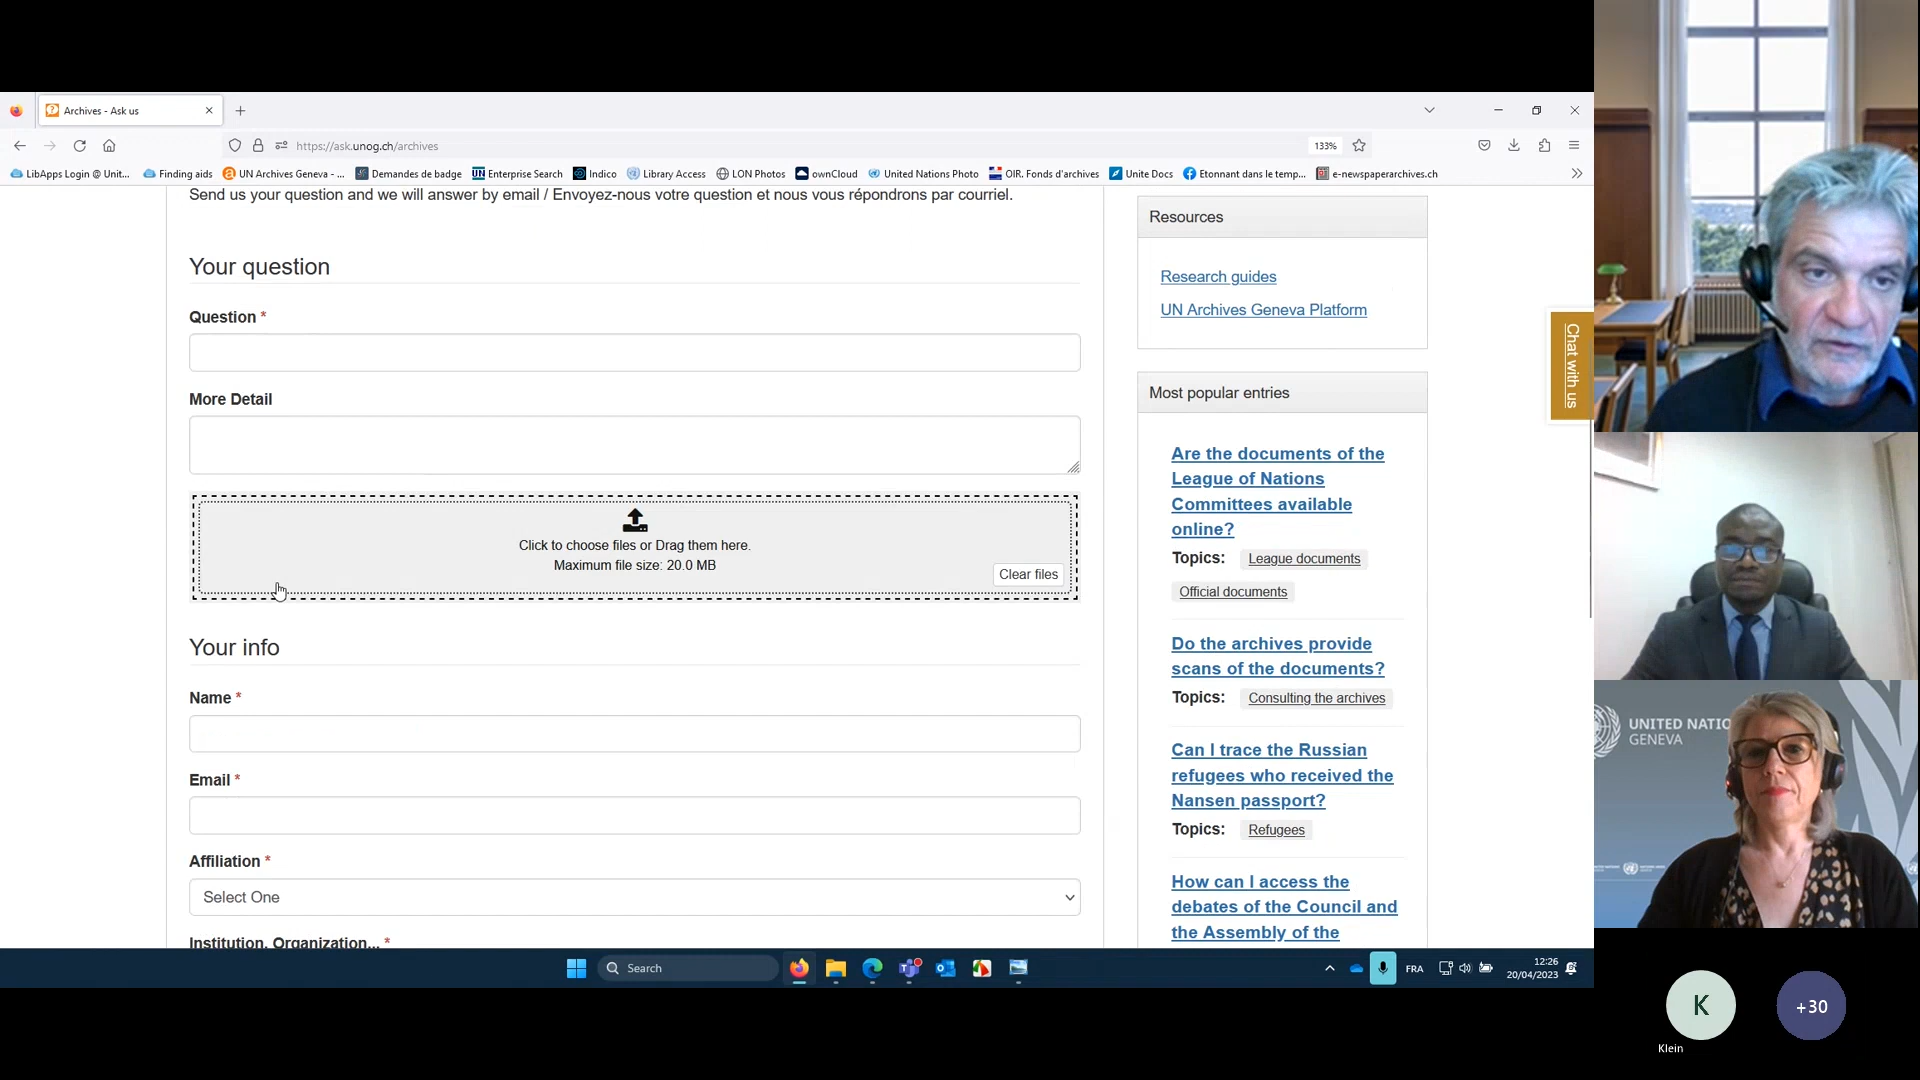 Archives - Ask us
https://ask.unog.ch/archives
133%
LibApps Login @ Unit...
Finding aids
UN Archives Geneva - ...
Demandes de badge
Enterprise Search
Indico
Library Access
LON Photos
ownCloud
United Nations Photo
OIR. Fonds d'archives
Unite Docs
Etonnant dans le temp...
e-newspaperarchives.ch
Send us your question and we will answer by email / Envoyez-nous votre question et nous vous répondrons par courriel.
Your question
Question *
More Detail
Click to choose files or Drag them here.
Maximum file size: 20.0 MB
Clear files
Your info
Name *
Email *
Affiliation *
Select One
Institution, Organization... *
Resources
Research guides
UN Archives Geneva Platform
Most popular entries
Are the documents of the
League of Nations
Committees available
online?
Topics: League documents
Official documents
Do the archives provide
scans of the documents?
Topics: Consulting the archives
Can I trace the Russian
refugees who received the
Nansen passport?
Topics: Refugees
How can I access the
debates of the Council and
the Assembly of the
Chat with us
UNITED NATIO
GENEVA
Search
FRA
12:26
20/04/2023
K
+30
Klein